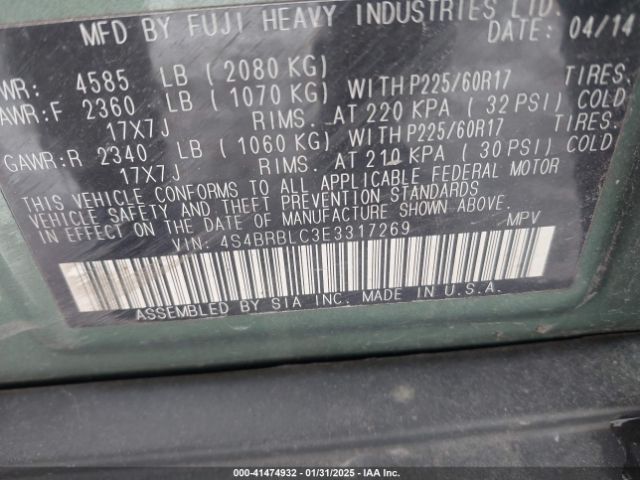 MFD BY FUJI HEAVY INDUSTRIES LTD.
DATE: 04/14
WR: 4585 LB ( 2080 KG)
AWR:F 2360 LB ( 1070 KG) WITH P225/60R17 TIRES.
17X7J RIMS. AT 220 KPA ( 32 PSI) COLD
GAWR:R 2340 LB ( 1060 KG) WITH P225/60R17 TIRES.
17X7J RIMS. AT 210 KPA ( 30 PSI) COLD
THIS VEHICLE CONFORMS TO ALL APPLICABLE FEDERAL MOTOR
VEHICLE SAFETY AND THEFT PREVENTION STANDARDS
IN EFFECT ON THE DATE OF MANUFACTURE SHOWN ABOVE.
VIN: 4S4BRBLC3E3317269 MPV
ASSEMBLED BY SIA INC. MADE IN U.S.A.
000-41474932 - 01/31/2025 - IAA Inc.